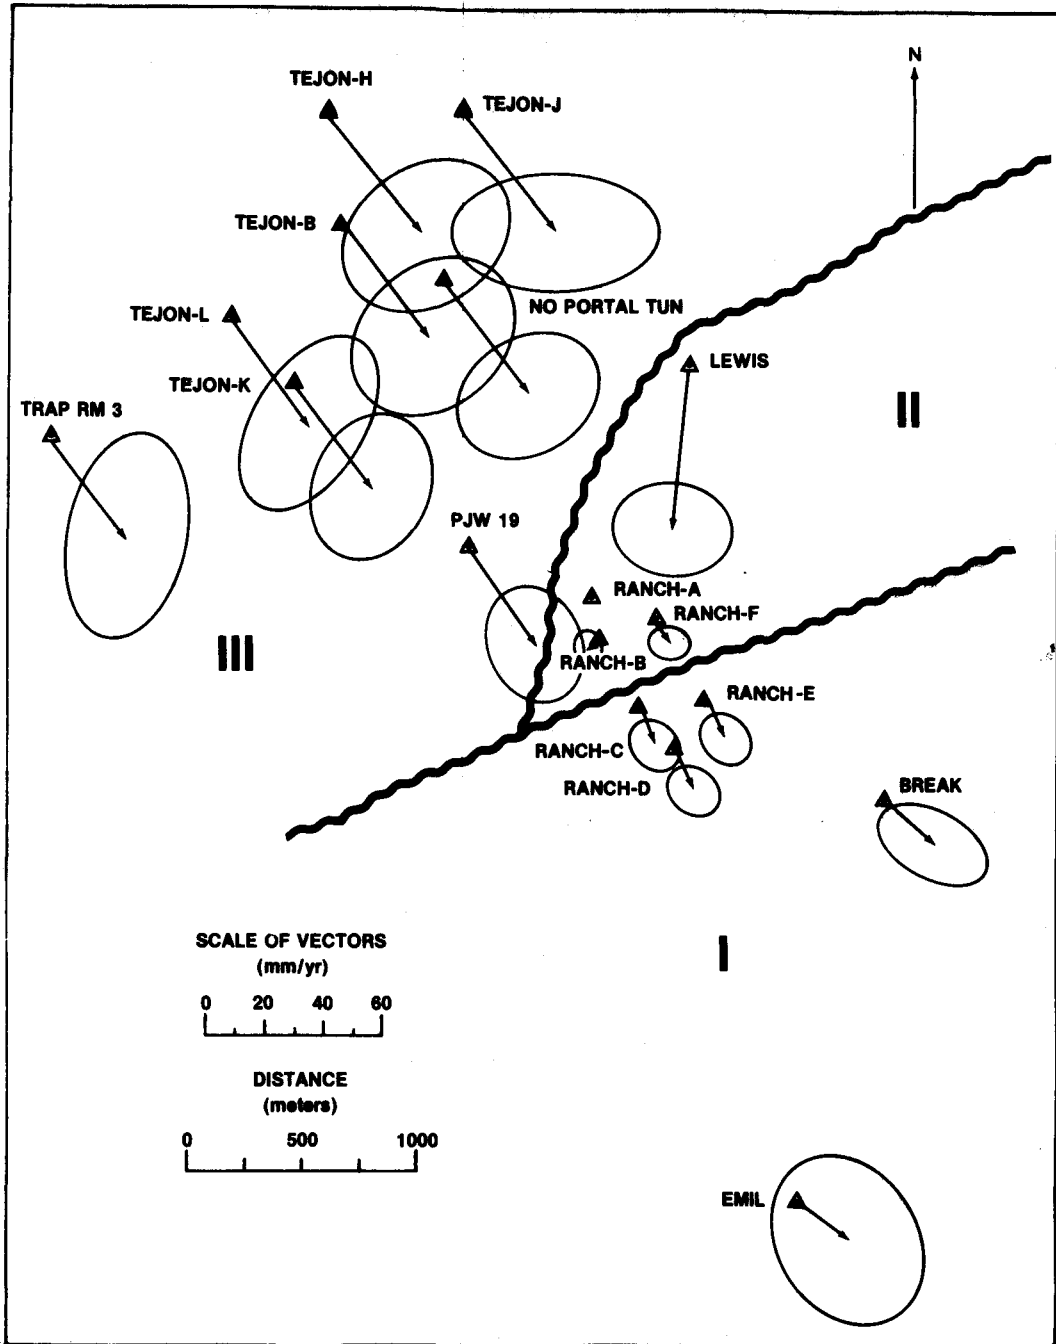 N
TEJON-H
TEJON-J
TEJON-B
NO PORTAL TUN
TEJON-L
LEWIS
TEJON-K
TRAP RM 3
II
PJW 19
RANCH-A
RANCH-F
III
RANCH-B
RANCH-E
RANCH-C
RANCH-D
BREAK
SCALE OF VECTORS
(mm/yr)
I
0 20 40 60
DISTANCE
(meters)
0 500 1000
EMIL